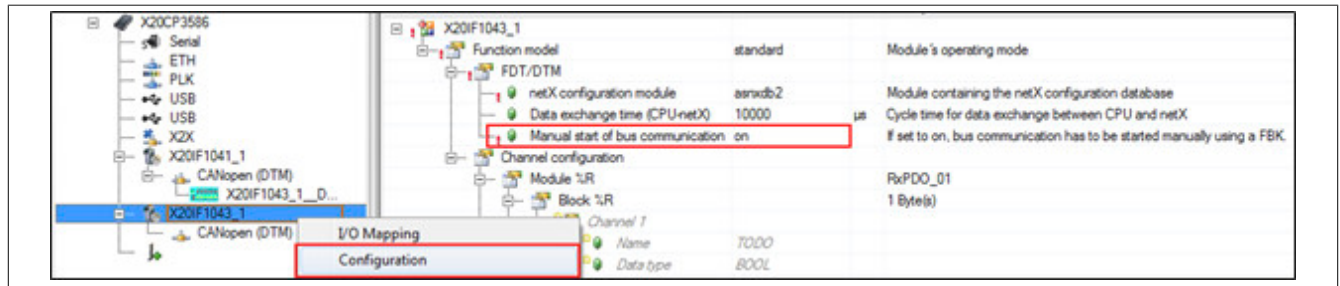 X20CP3586
Serial
ETH
PLK
USB
USB
X2X
X20IF1041_1
CANopen (DTM)
X20IF1043_1__D...
X20IF1043_1
CANopen (DTM)
I/O Mapping
Configuration
X20IF1043_1
Function model standard Module's operating mode
FDT/DTM
netX configuration module asnxdb2 Module containing the netX configuration database
Data exchange time (CPU-netX) 10000 µs Cycle time for data exchange between CPU and netX
Manual start of bus communication on If set to on, bus communication has to be started manually using a FBK.
Channel configuration
Module %R RxPDO_01
Block %R 1 Byte(s)
Channel 1
Name TODO
Data type BOOL